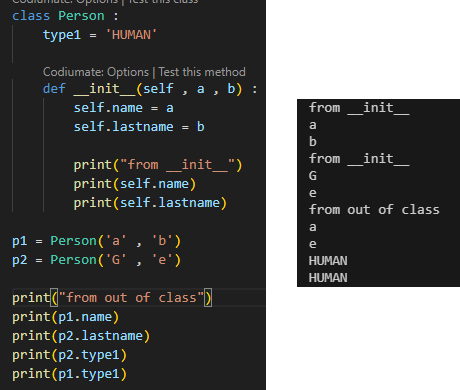 Codiumate: Options | Test this class
class Person :
type1 = 'HUMAN'
Codiumate: Options | Test this method
def __init__(self , a , b) :
self.name = a
self.lastname = b
print("from __init__")
print(self.name)
print(self.lastname)
p1 = Person('a' , 'b')
p2 = Person('G' , 'e')
print("from out of class")
print(p1.name)
print(p2.lastname)
print(p2.type1)
print(p1.type1)
from __init__
a
b
from __init__
G
e
from out of class
a
e
HUMAN
HUMAN